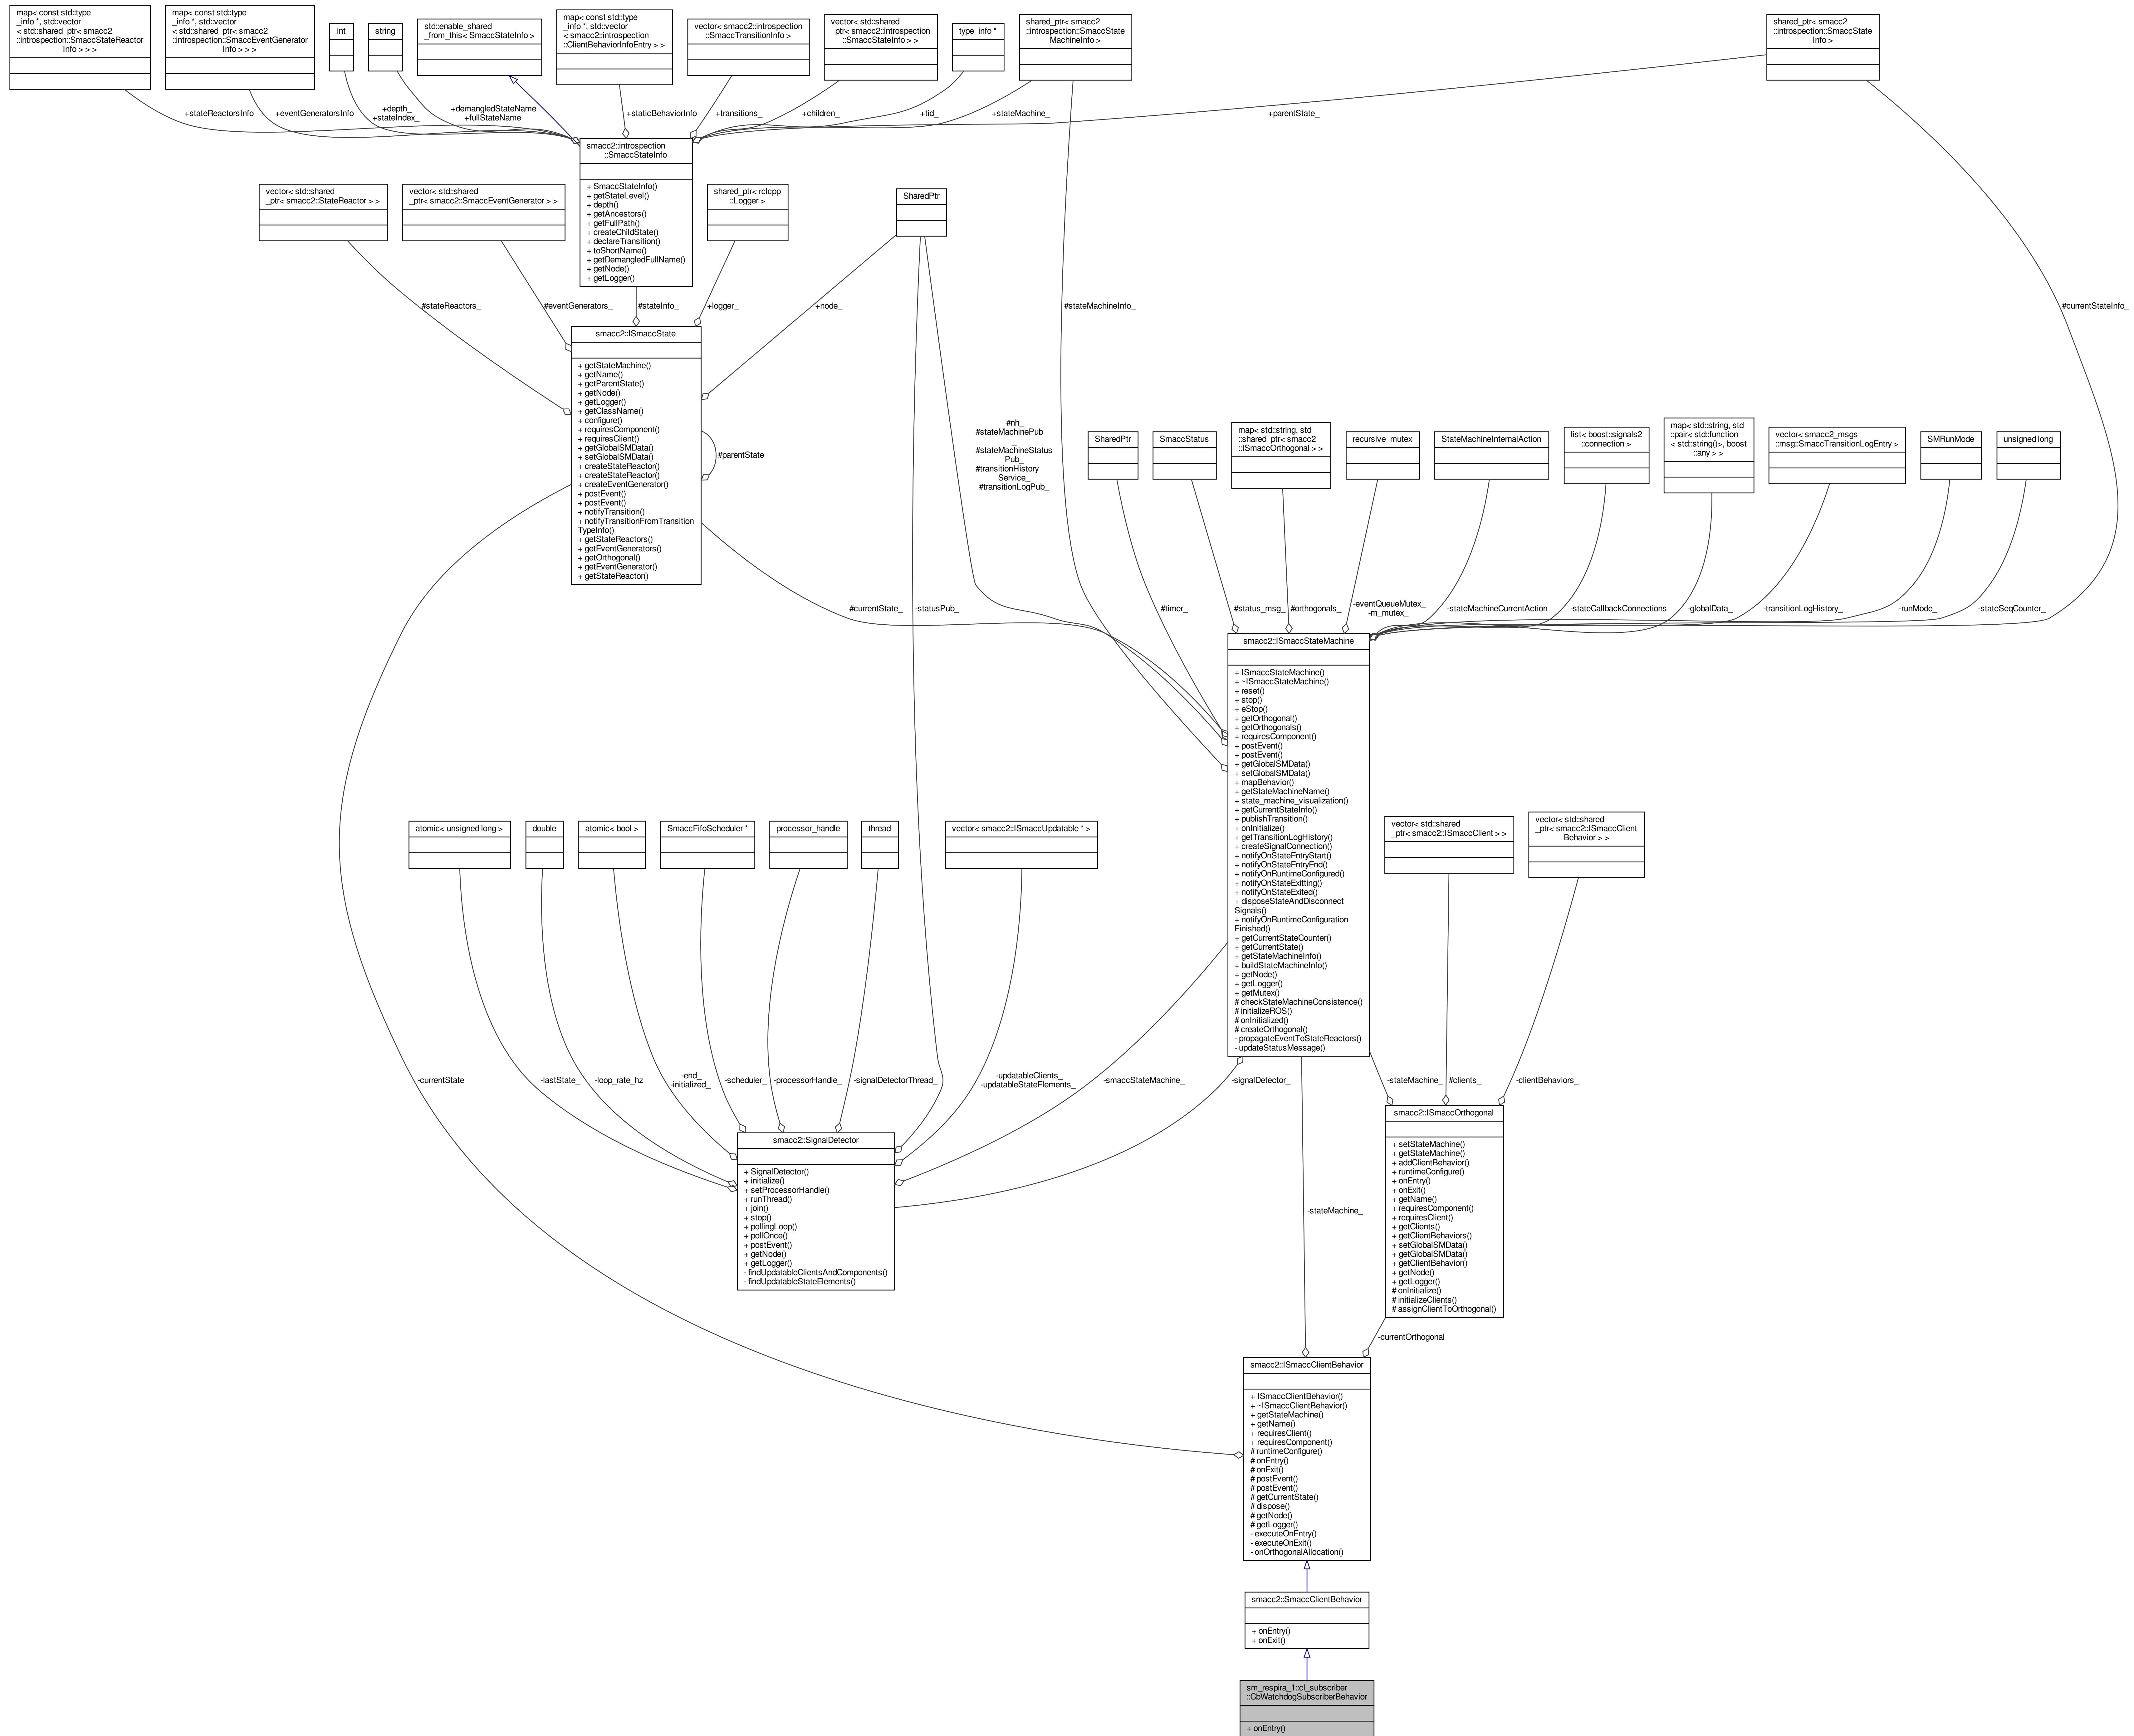 map< const std::type
_info *, std::vector
< std::shared_ptr< smacc2
::introspection::SmaccStateReactor
Info > > >
map< const std::type
_info *, std::vector
< std::shared_ptr< smacc2
::introspection::SmaccEventGenerator
Info > > >
int
string
std::enable_shared
_from_this< SmaccStateInfo >
map< const std::type
_info *, std::vector
< smacc2::introspection
::ClientBehaviorInfoEntry > >
vector< smacc2::introspection
::SmaccTransitionInfo >
vector< std::shared
_ptr< smacc2::introspection
::SmaccStateInfo > >
type_info *
shared_ptr< smacc2
::introspection::SmaccState
MachineInfo >
shared_ptr< smacc2
::introspection::SmaccState
Info >
+stateReactorsInfo
+eventGeneratorsInfo
+depth_
+stateIndex_
+demangledStateName
+fullStateName
+staticBehaviorInfo
+transitions_
+children_
+tid_
+stateMachine_
+parentState_
smacc2::introspection
::SmaccStateInfo
+ SmaccStateInfo()
+ getStateLevel()
+ depth()
+ getAncestors()
+ getFullPath()
+ createChildState()
+ declareTransition()
+ toShortName()
+ getDemangledFullName()
+ getNode()
+ getLogger()
vector< std::shared
_ptr< smacc2::StateReactor > >
vector< std::shared
_ptr< smacc2::SmaccEventGenerator > >
shared_ptr< rclcpp
::Logger >
SharedPtr
#stateReactors_
#eventGenerators_
#stateInfo_
+logger_
+node_
#stateMachineInfo_
#currentStateInfo_
smacc2::ISmaccState
+ getStateMachine()
+ getName()
+ getParentState()
+ getNode()
+ getLogger()
+ getClassName()
+ configure()
+ requiresComponent()
+ requiresClient()
+ getGlobalSMData()
+ setGlobalSMData()
+ createStateReactor()
+ createStateReactor()
+ createEventGenerator()
+ postEvent()
+ postEvent()
+ notifyTransition()
+ notifyTransitionFromTransition
TypeInfo()
+ getStateReactors()
+ getEventGenerators()
+ getOrthogonal()
+ getEventGenerator()
+ getStateReactor()
#parentState_
#nh_
#stateMachinePub
_
#stateMachineStatus
Pub_
#transitionHistory
Service_
#transitionLogPub_
SharedPtr
SmaccStatus
map< std::string, std
::shared_ptr< smacc2
::ISmaccOrthogonal > >
recursive_mutex
StateMachineInternalAction
list< boost::signals2
::connection >
map< std::string, std
::pair< std::function
< std::string()>, boost
::any > >
vector< smacc2_msgs
::msg::SmaccTransitionLogEntry >
SMRunMode
unsigned long
#currentState_
-statusPub_
#timer_
#status_msg_
#orthogonals_
-eventQueueMutex_
-m_mutex_
-stateMachineCurrentAction
-stateCallbackConnections
-globalData_
-transitionLogHistory_
-runMode_
-stateSeqCounter_
smacc2::ISmaccStateMachine
+ ISmaccStateMachine()
+ ~ISmaccStateMachine()
+ reset()
+ stop()
+ eStop()
+ getOrthogonal()
+ getOrthogonals()
+ requiresComponent()
+ postEvent()
+ postEvent()
+ getGlobalSMData()
+ setGlobalSMData()
+ mapBehavior()
+ getStateMachineName()
+ state_machine_visualization()
+ getCurrentStateInfo()
+ publishTransition()
+ onInitialize()
+ getTransitionLogHistory()
+ createSignalConnection()
+ notifyOnStateEntryStart()
+ notifyOnStateEntryEnd()
+ notifyOnRuntimeConfigured()
+ notifyOnStateExitting()
+ notifyOnStateExited()
+ disposeStateAndDisconnect
Signals()
+ notifyOnRuntimeConfiguration
Finished()
+ getCurrentStateCounter()
+ getCurrentState()
+ getStateMachineInfo()
+ buildStateMachineInfo()
+ getNode()
+ getLogger()
+ getMutex()
# checkStateMachineConsistence()
# initializeROS()
# onInitialized()
# createOrthogonal()
- propagateEventToStateReactors()
- updateStatusMessage()
atomic< unsigned long >
double
atomic< bool >
SmaccFifoScheduler *
processor_handle
thread
vector< smacc2::ISmaccUpdatable * >
vector< std::shared
_ptr< smacc2::ISmaccClient > >
vector< std::shared
_ptr< smacc2::ISmaccClient
Behavior > >
-currentState
-lastState_
-loop_rate_hz
-end_
-initialized_
-scheduler_
-processorHandle_
-signalDetectorThread_
-updatableClients_
-updatableStateElements_
-smaccStateMachine_
-signalDetector_
-stateMachine_
#clients_
-clientBehaviors_
smacc2::SignalDetector
+ SignalDetector()
+ initialize()
+ setProcessorHandle()
+ runThread()
+ join()
+ stop()
+ pollingLoop()
+ pollOnce()
+ postEvent()
+ getNode()
+ getLogger()
- findUpdatableClientsAndComponents()
- findUpdatableStateElements()
smacc2::ISmaccOrthogonal
+ setStateMachine()
+ getStateMachine()
+ addClientBehavior()
+ runtimeConfigure()
+ onEntry()
+ onExit()
+ getName()
+ requiresComponent()
+ requiresClient()
+ getClients()
+ getClientBehaviors()
+ setGlobalSMData()
+ getGlobalSMData()
+ getClientBehavior()
+ getNode()
+ getLogger()
# onInitialize()
# initializeClients()
# assignClientToOrthogonal()
-stateMachine_
-currentOrthogonal
smacc2::ISmaccClientBehavior
+ ISmaccClientBehavior()
+ ~ISmaccClientBehavior()
+ getStateMachine()
+ getName()
+ requiresClient()
+ requiresComponent()
# runtimeConfigure()
# onEntry()
# onExit()
# postEvent()
# postEvent()
# getCurrentState()
# dispose()
# getNode()
# getLogger()
- executeOnEntry()
- executeOnExit()
- onOrthogonalAllocation()
smacc2::SmaccClientBehavior
+ onEntry()
+ onExit()
sm_respira_1::cl_subscriber
::CbWatchdogSubscriberBehavior
+ onEntry()